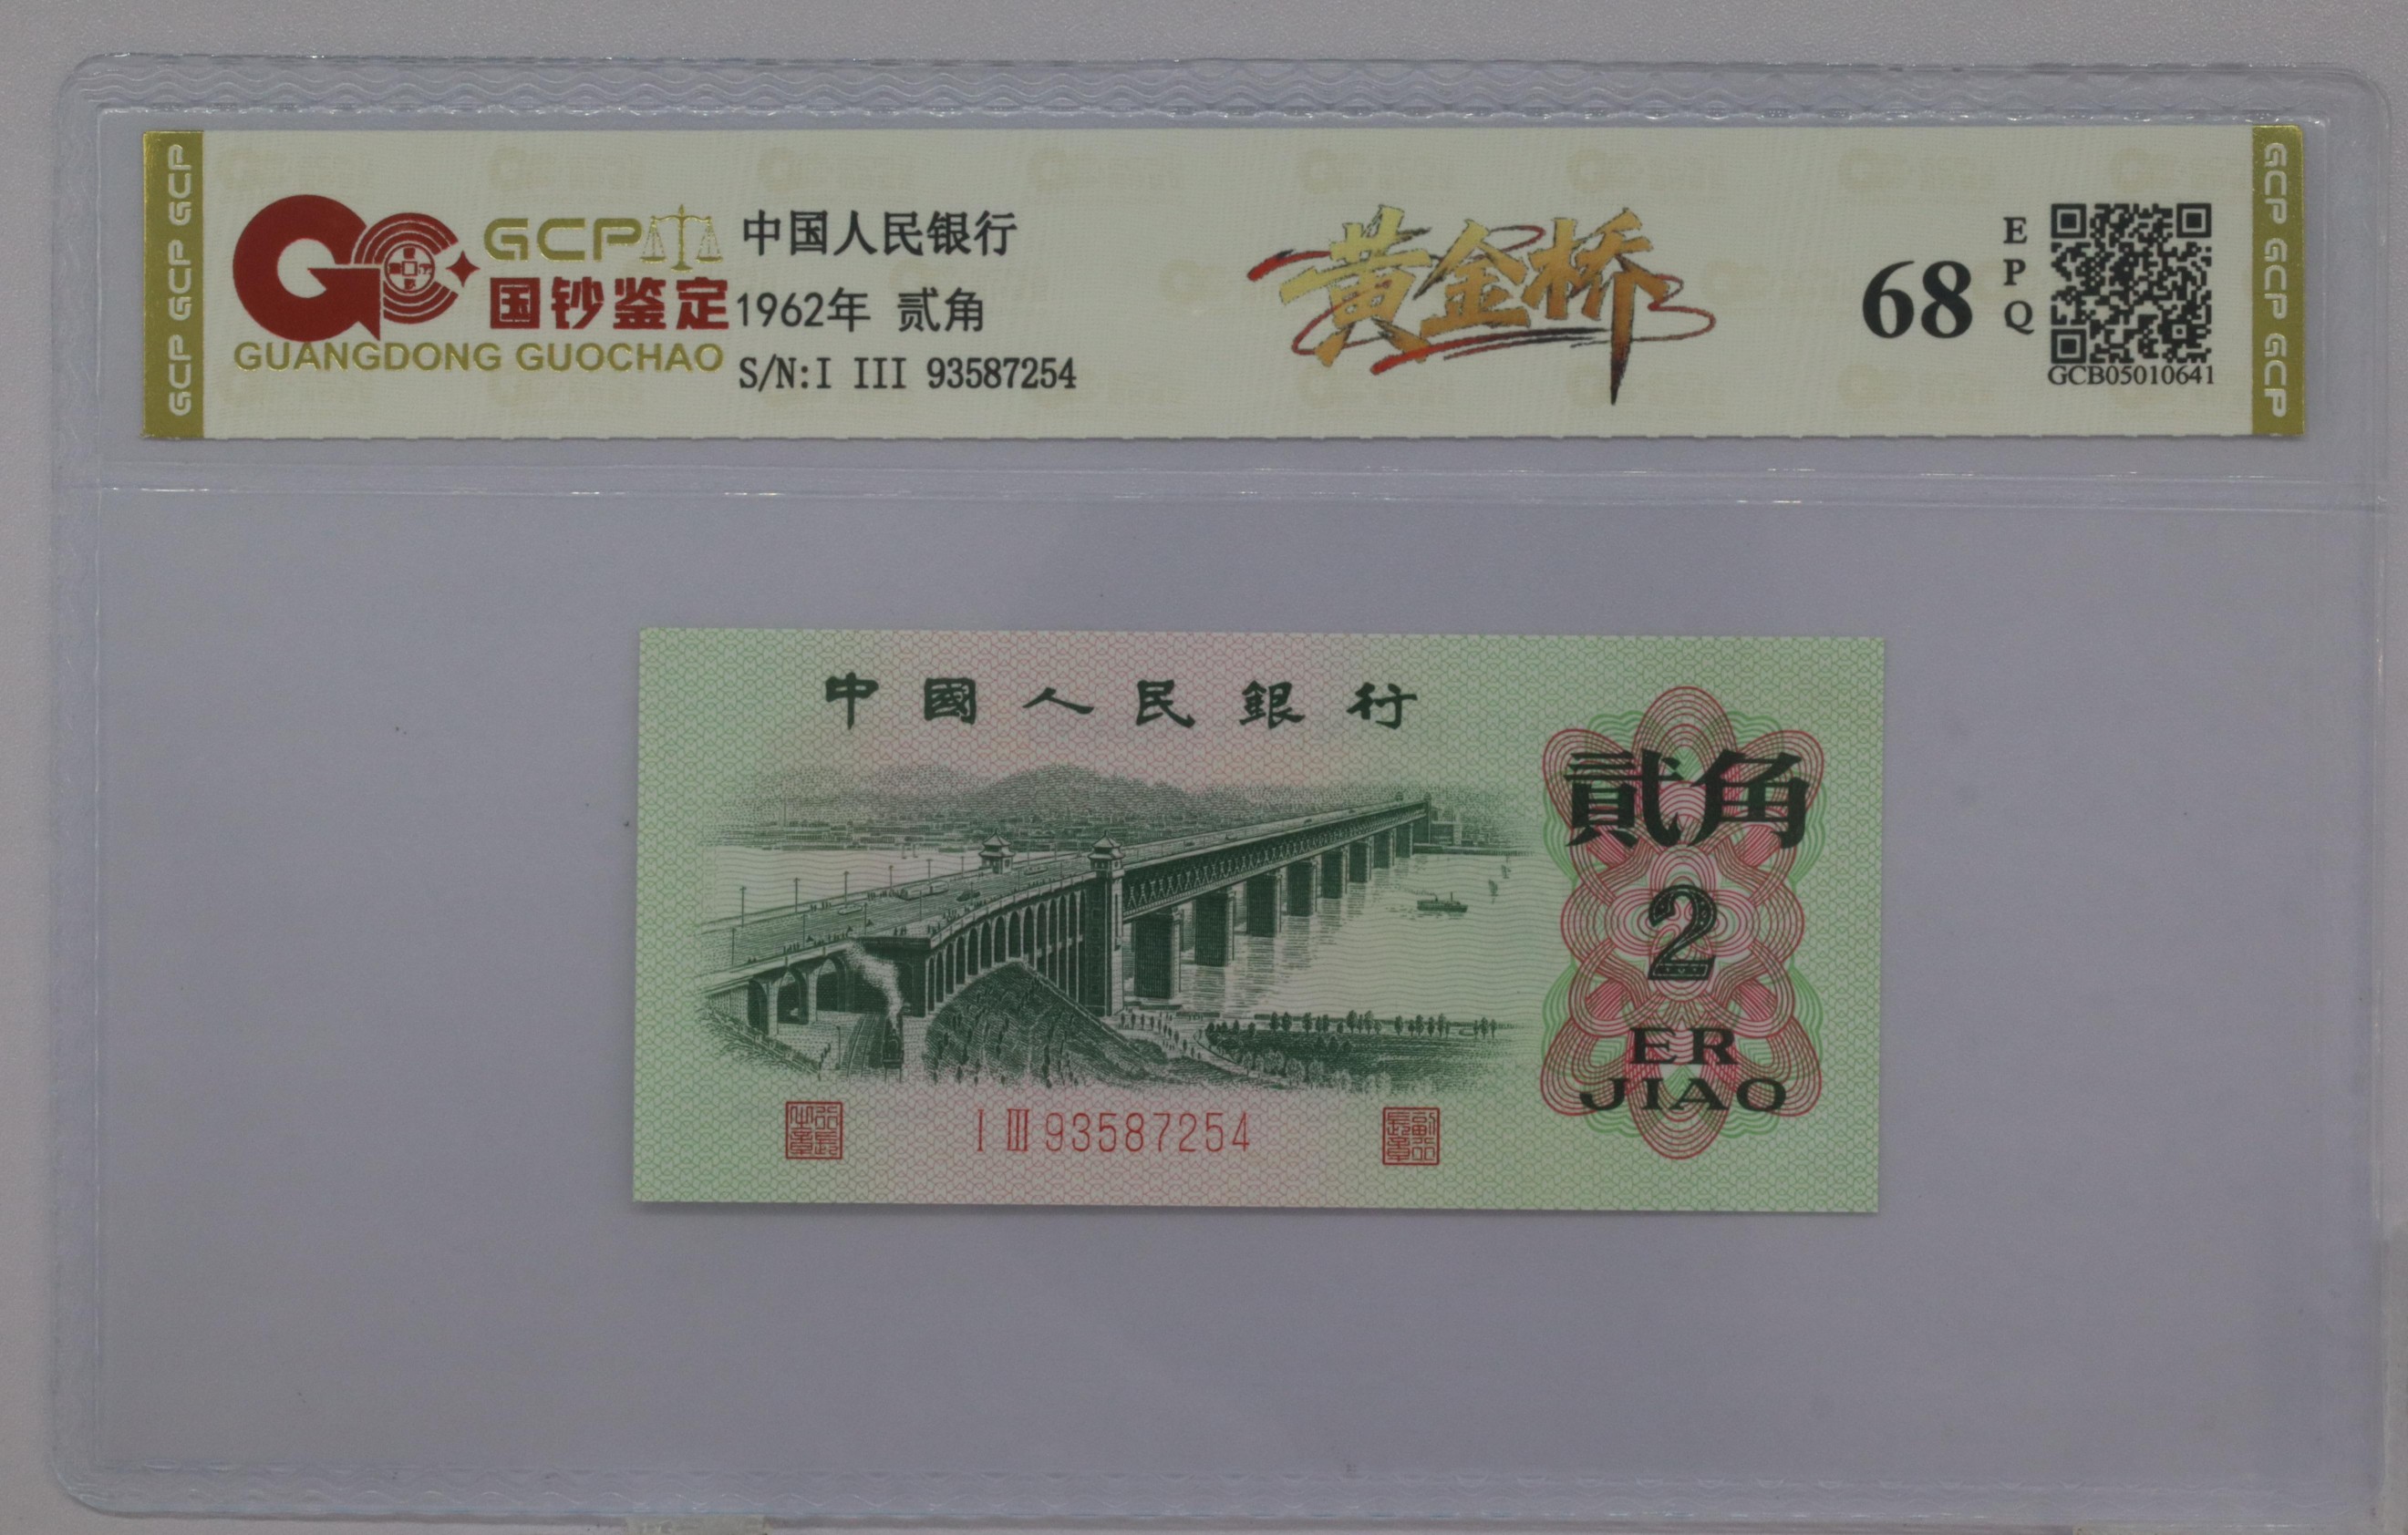 GCP GCP GCP
GCP
国钞鉴定
GUANGDONG GUOCHAO
中国人民银行
1962年 贰角
S/N:I III 93587254
黄金桥
68
EPQ
GCB05010641
GCP GCP GCP
中國人民銀行
貳角
2
ER
JIAO
I III 93587254